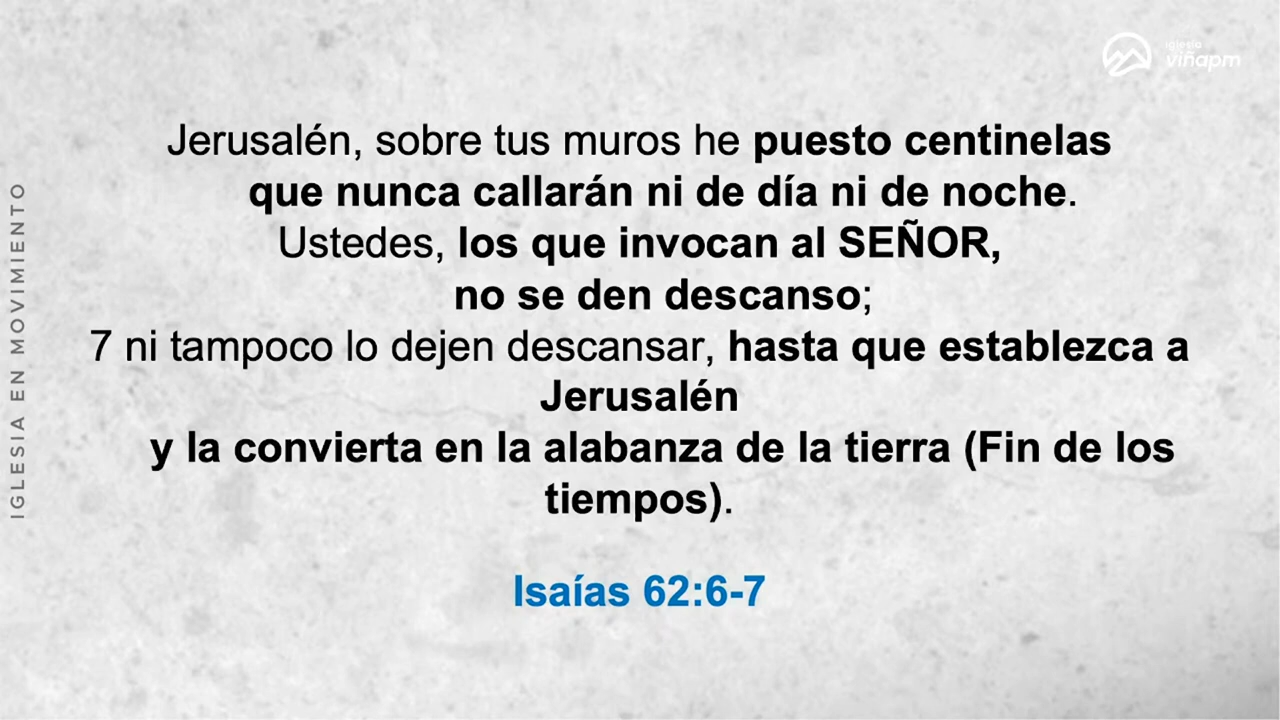 iglesia
viñapm
Jerusalén, sobre tus muros he puesto centinelas
que nunca callarán ni de día ni de noche.
Ustedes, los que invocan al SEÑOR,
no se den descanso;
7 ni tampoco lo dejen descansar, hasta que establezca a
Jerusalén
y la convierta en la alabanza de la tierra (Fin de los
tiempos).
Isaías 62:6-7
IGLESIA EN MOVIMIENTO